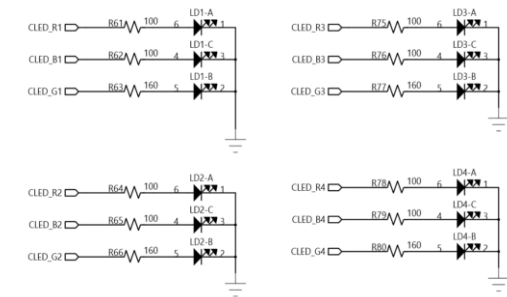 LD1-A
CLED_R1 R61 100 6 1
LD1-C
CLED_B1 R62 100 4 3
LD1-B
CLED_G1 R63 160 5 2
LD3-A
CLED_R3 R75 100 6 1
LD3-C
CLED_B3 R76 100 4 3
LD3-B
CLED_G3 R77 160 5 2
LD2-A
CLED_R2 R64 100 6 1
LD2-C
CLED_B2 R65 100 4 3
LD2-B
CLED_G2 R66 160 5 2
LD4-A
CLED_R4 R78 100 6 1
LD4-C
CLED_B4 R79 100 4 3
LD4-B
CLED_G4 R80 160 5 2